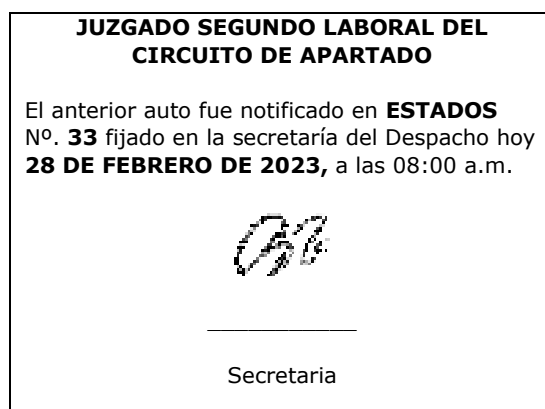 JUZGADO SEGUNDO LABORAL DEL
CIRCUITO DE APARTADO
El anterior auto fue notificado en ESTADOS
Nº. 33 fijado en la secretaría del Despacho hoy
28 DE FEBRERO DE 2023, a las 08:00 a.m.
Secretaria